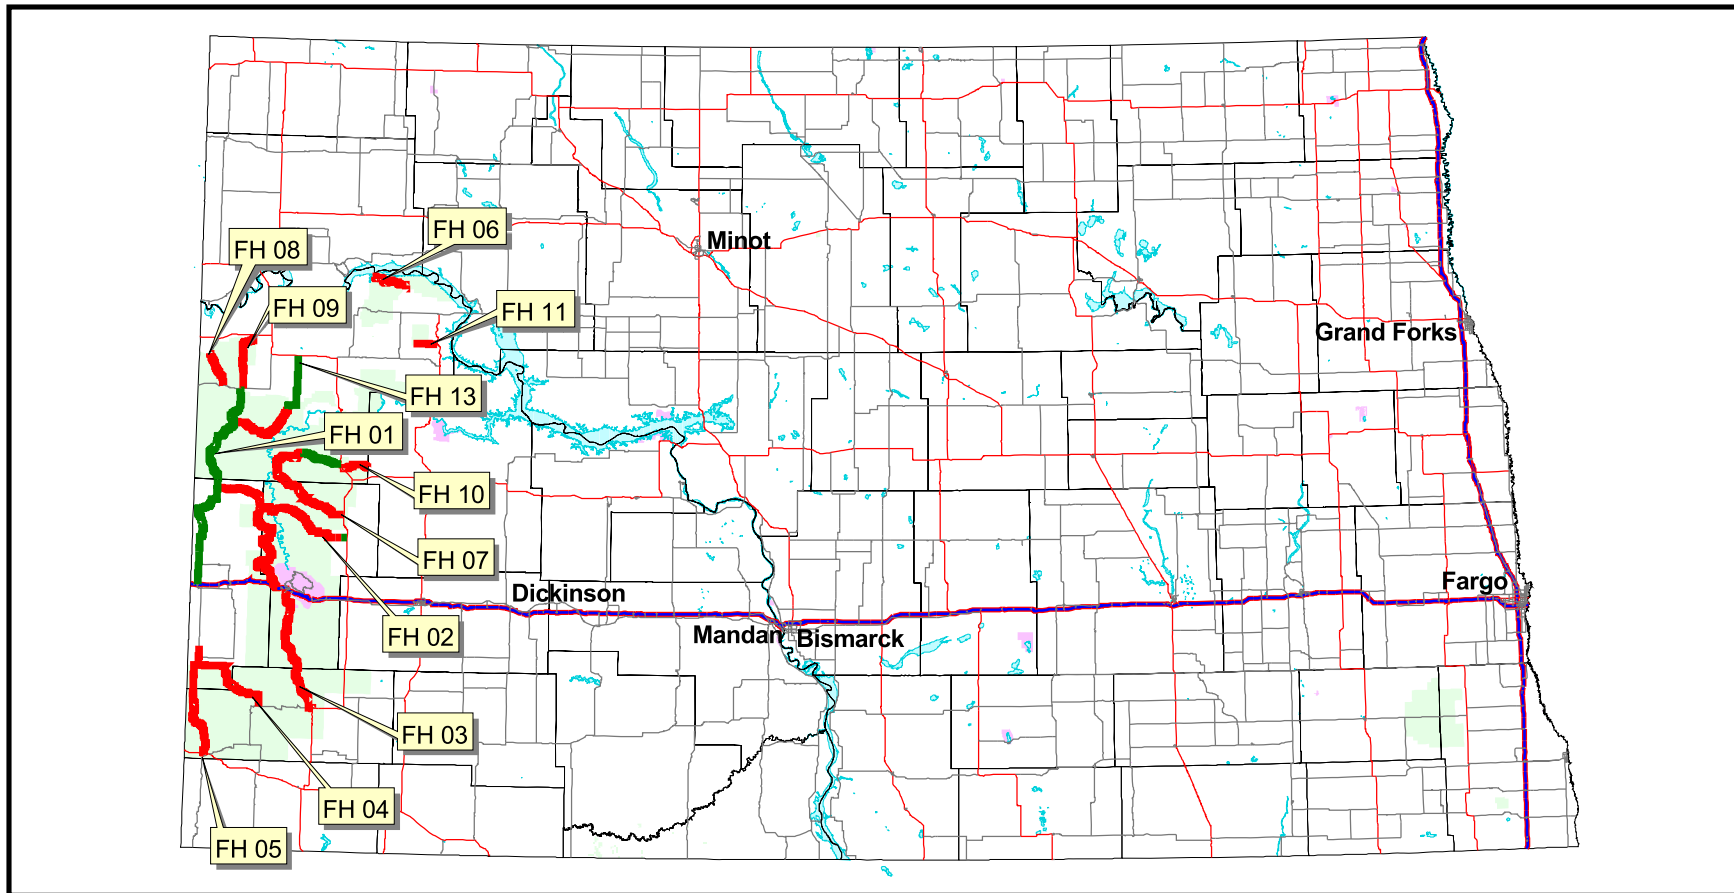 FH 06
Minot
FH 08
FH 09
FH 11
Grand Forks
FH 13
FH 01
FH 10
FH 07
Fargo
Dickinson
FH 02
Mandan
Bismarck
FH 03
FH 04
FH 05